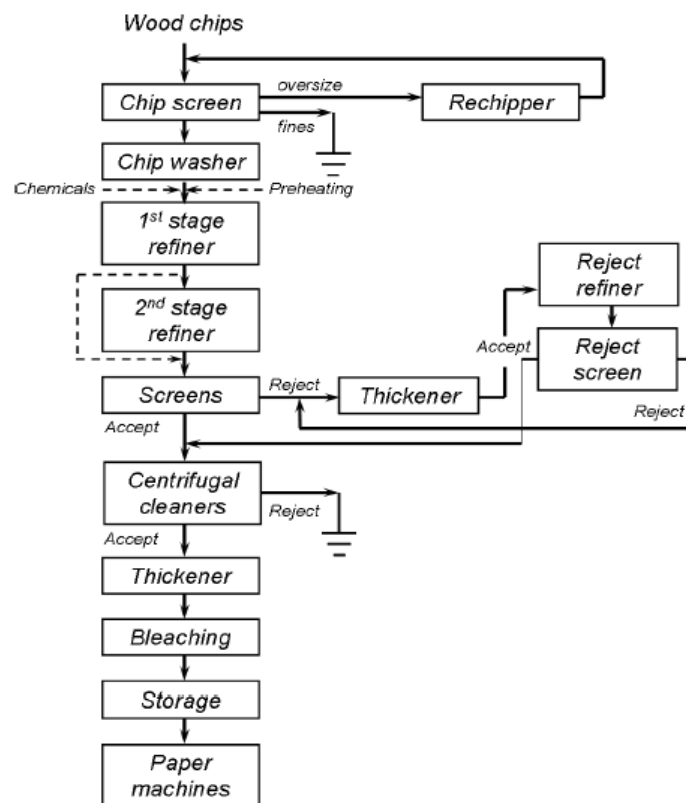 Wood chips
oversize
Chip screen
Rechipper
fines
Chip washer
Chemicals
Preheating
1st stage
refiner
Reject
refiner
2nd stage
refiner
Accept
Reject
screen
Screens
Reject
Thickener
Reject
Accept
Centrifugal
cleaners
Reject
Accept
Thickener
Bleaching
Storage
Paper
machines